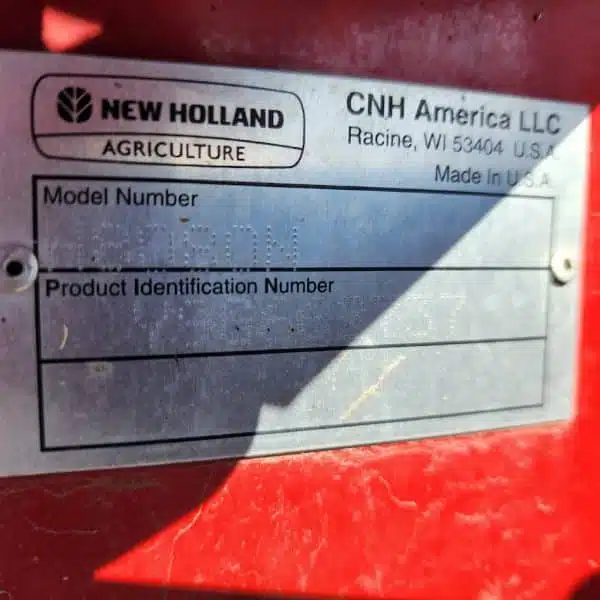 NEW HOLLAND
AGRICULTURE
CNH America LLC
Racine, WI 53404 U.S.A.
Made In U.S.A.
Model Number
Product Identification Number